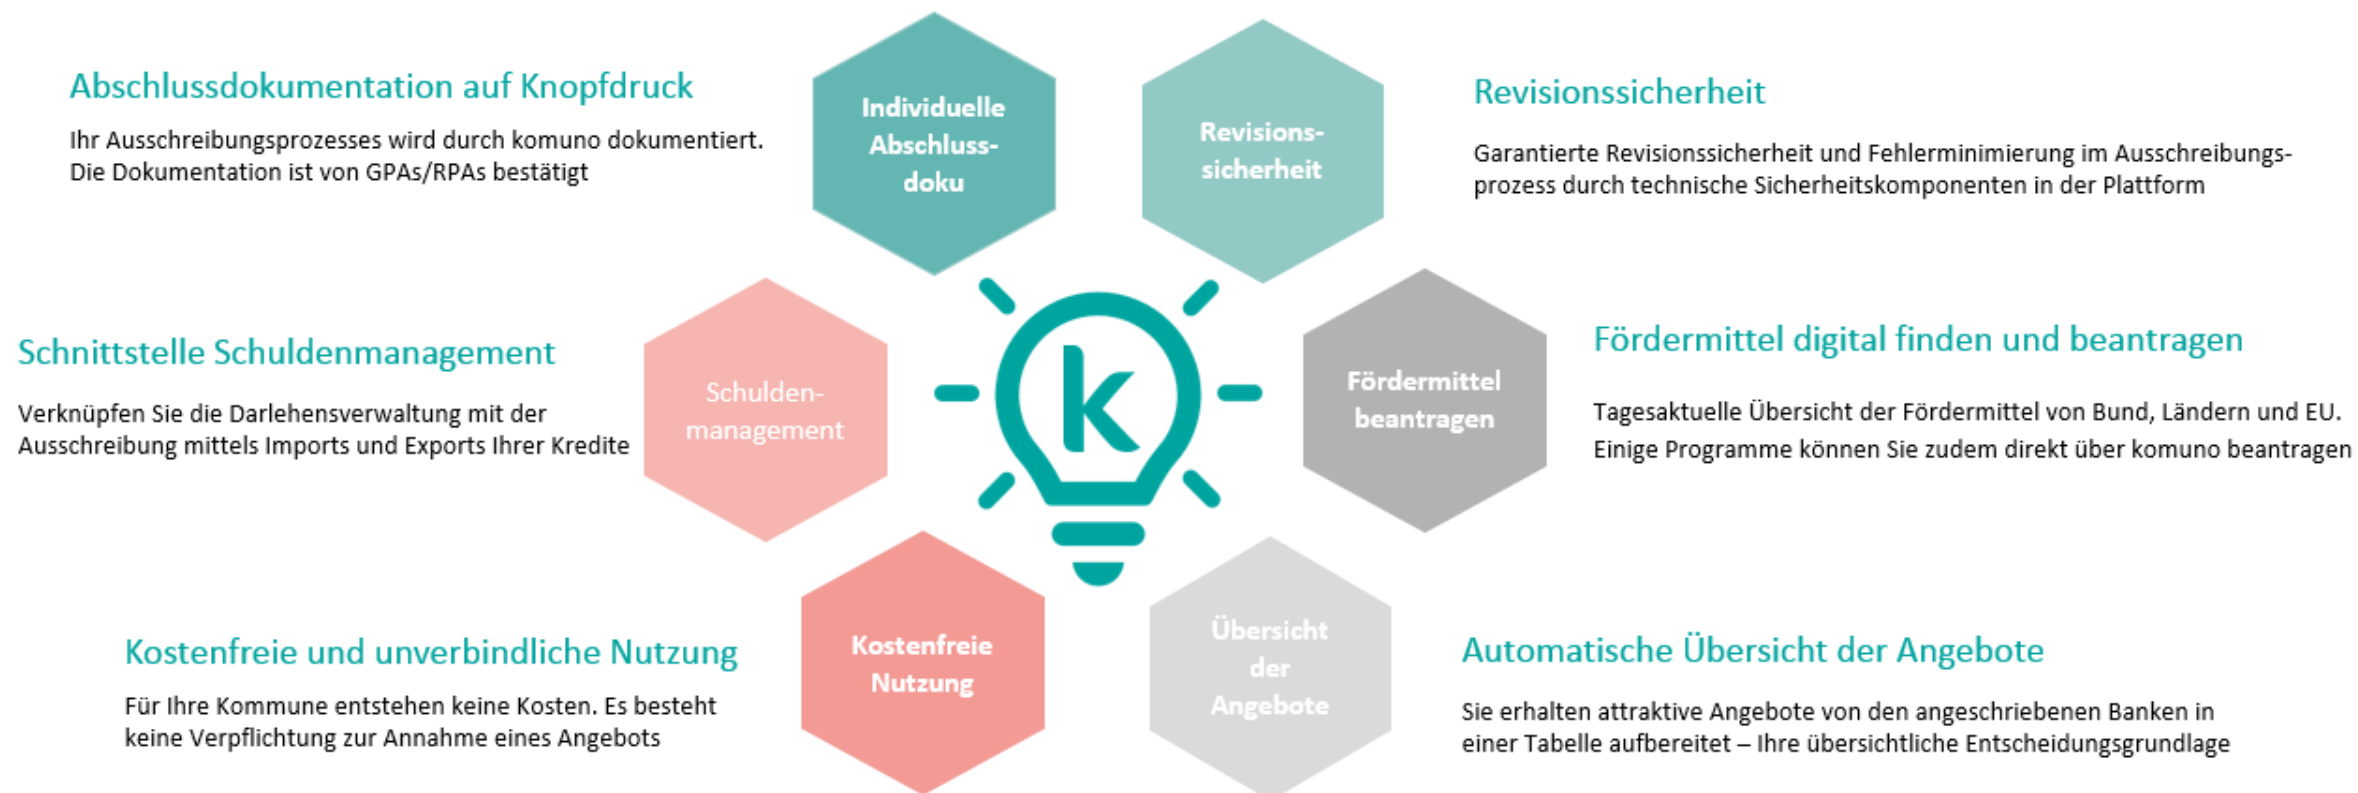 Abschlussdokumentation auf Knopfdruck
Ihr Ausschreibungsprozesses wird durch komuno dokumentiert.
Die Dokumentation ist von GPAs/RPAs bestätigt
Individuelle
Abschluss-
doku
Revisions-
sicherheit
Revisionssicherheit
Garantierte Revisionssicherheit und Fehlerminimierung im Ausschreibungs-
prozess durch technische Sicherheitskomponenten in der Plattform
Schnittstelle Schuldenmanagement
Verknüpfen Sie die Darlehensverwaltung mit der
Ausschreibung mittels Imports und Exports Ihrer Kredite
Schulden-
management
k
Fördermittel
beantragen
Fördermittel digital finden und beantragen
Tagesaktuelle Übersicht der Fördermittel von Bund, Ländern und EU.
Einige Programme können Sie zudem direkt über komuno beantragen
Kostenfreie und unverbindliche Nutzung
Für Ihre Kommune entstehen keine Kosten. Es besteht
keine Verpflichtung zur Annahme eines Angebots
Kostenfreie
Nutzung
Übersicht
der
Angebote
Automatische Übersicht der Angebote
Sie erhalten attraktive Angebote von den angeschriebenen Banken in
einer Tabelle aufbereitet – Ihre übersichtliche Entscheidungsgrundlage